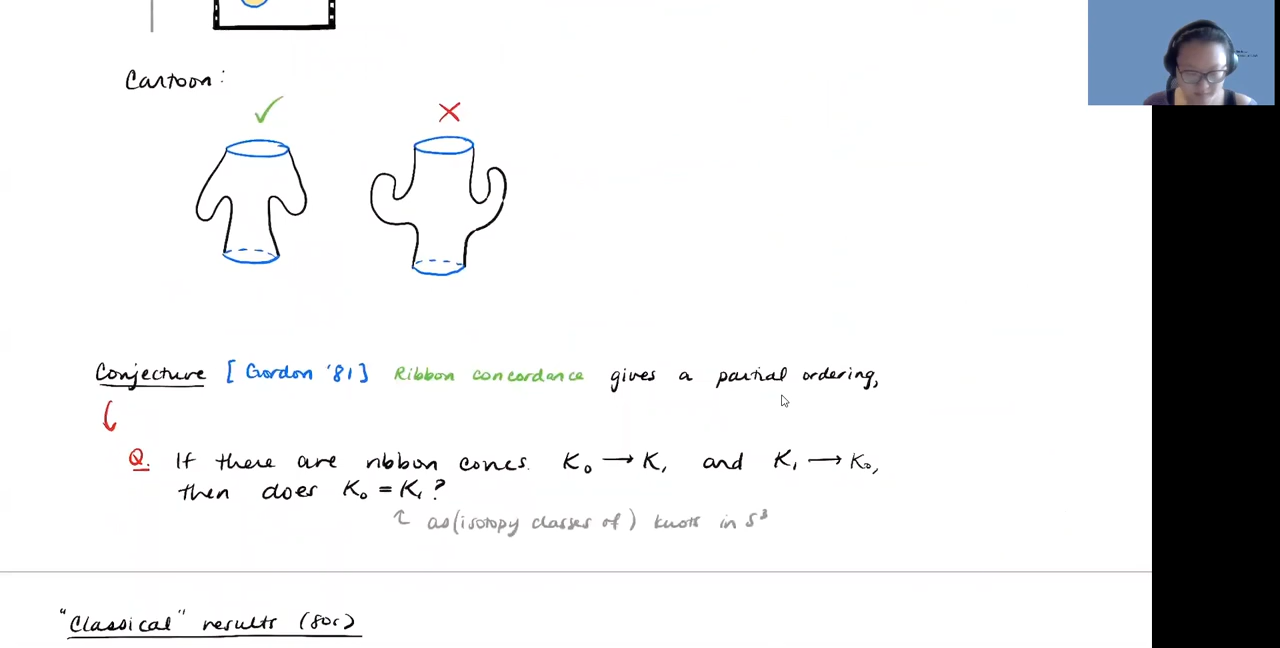 Cartoon:
Conjecture [Gordon '81] Ribbon concordance gives a partial ordering,
Q. If there are ribbon concs. K₀ → K₁ and K₁ → K₀,
then does K₀ = K₁?
↑ as (isotopy classes of) knots in S³
"Classical" results (80s)